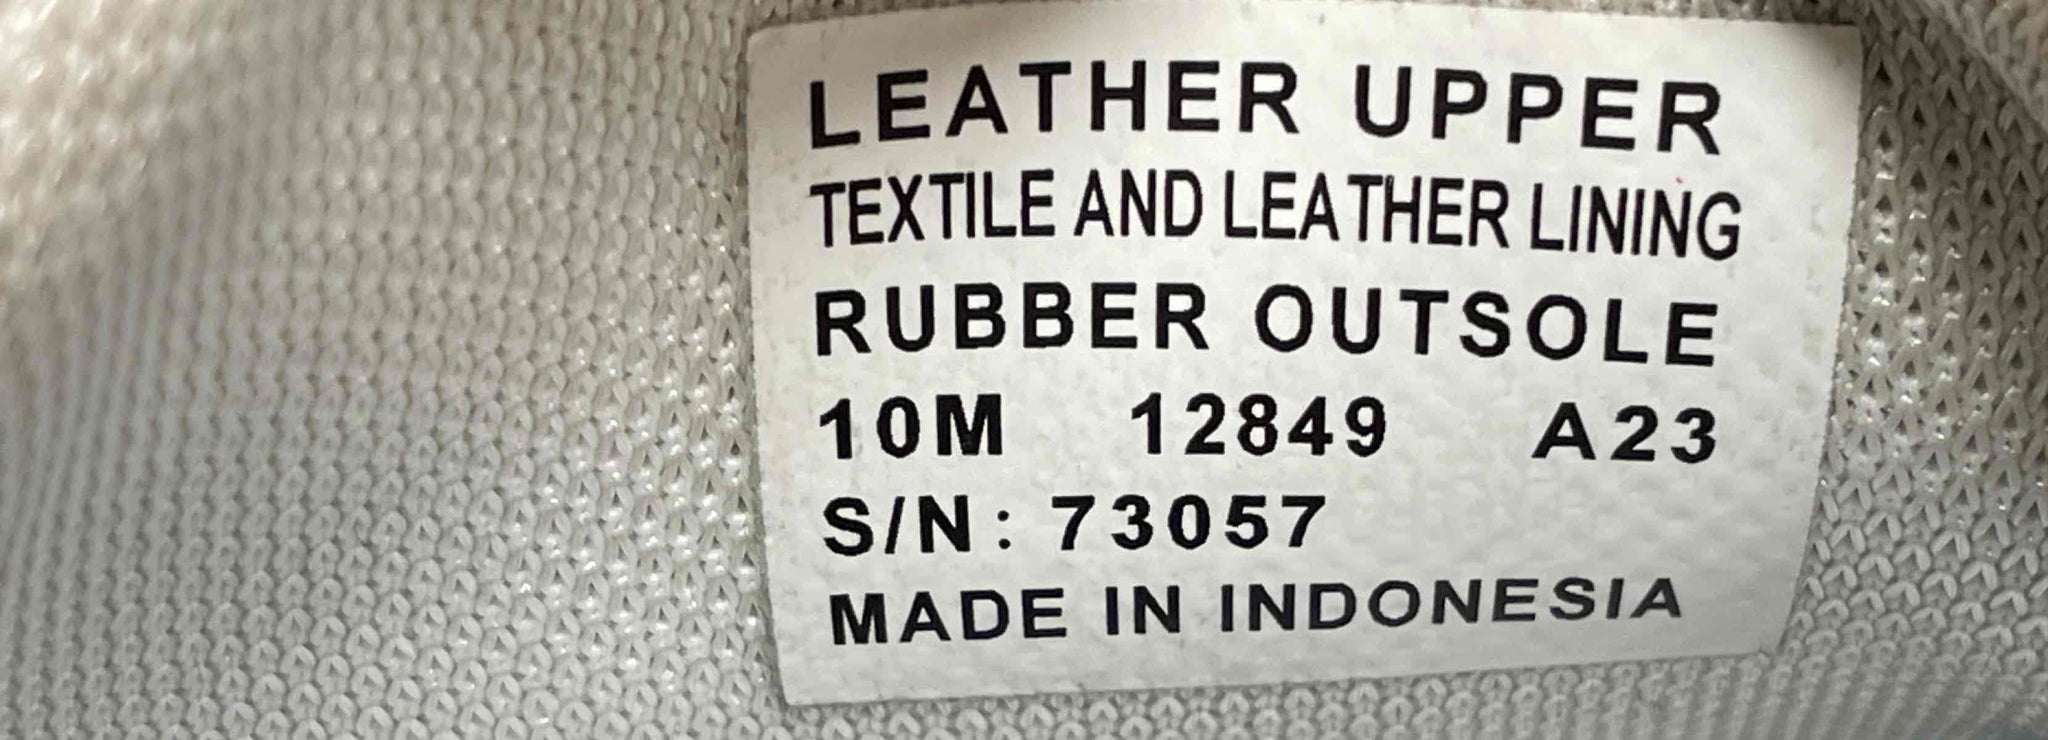 LEATHER UPPER
TEXTILE AND LEATHER LINING
RUBBER OUTSOLE
10M 12849 A23
S/N: 73057
MADE IN INDONESIA